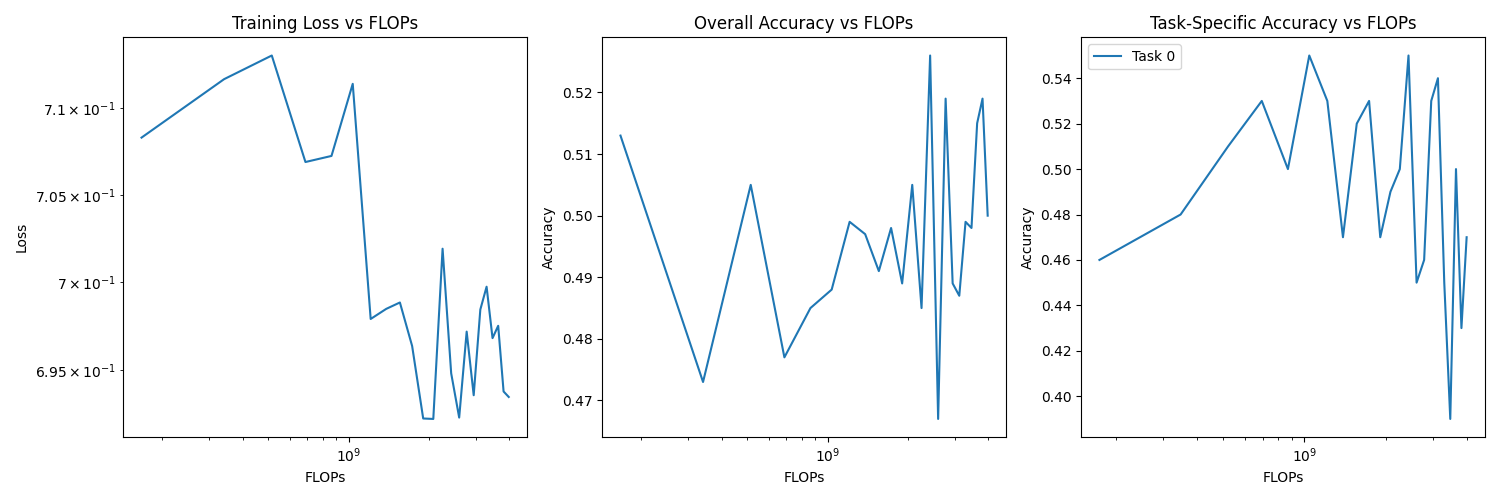 Training Loss vs FLOPs
Loss
7.1 × 10⁻¹
7.05 × 10⁻¹
7 × 10⁻¹
6.95 × 10⁻¹
10⁹
FLOPs
Overall Accuracy vs FLOPs
Accuracy
0.52
0.51
0.50
0.49
0.48
0.47
10⁹
FLOPs
Task-Specific Accuracy vs FLOPs
Task 0
Accuracy
0.54
0.52
0.50
0.48
0.46
0.44
0.42
0.40
10⁹
FLOPs